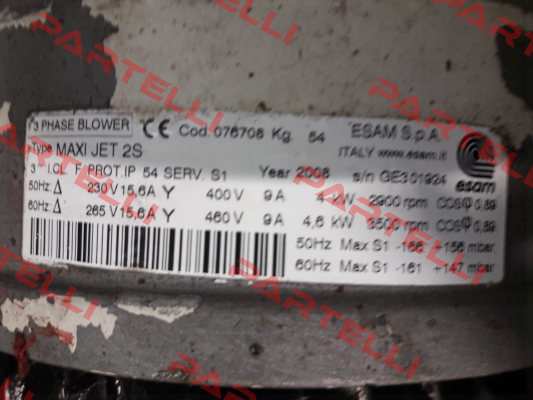 3 PHASE BLOWER CE Cod. 076708 Kg. 54 ESAM S.p.A.
Type MAXI JET 2S ITALY www.esam.it
3~ I.CL. F PROT.IP 54 SERV. S1 Year 2008 s/n GE301924 esam
50Hz Δ 230 V 15,6A Y 400 V 9 A 4 kW 2900 rpm COSφ 0,89
60Hz Δ 265 V 15,6A Y 460 V 9 A 4,6 kW 3500 rpm COSφ 0,89
50Hz Max S1 -166 +156 mbar
60Hz Max S1 -161 +147 mbar
PARTELLI
PARTELLI
PARTELLI
PARTELLI
PARTELLI
PARTELLI